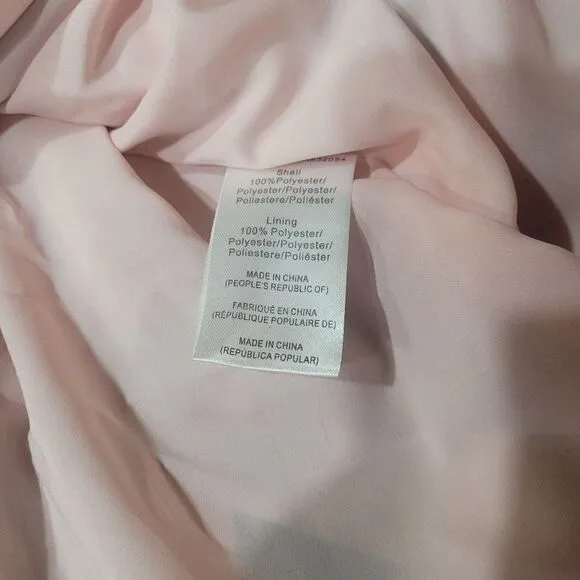 Shell
100%Polyester/
Polyester/Polyester/
Poliestere/Poliéster
Lining
100% Polyester/
Polyester/Polyester/
Poliestere/Poliéster
MADE IN CHINA
(PEOPLE'S REPUBLIC OF)
FABRIQUÉ EN CHINA
(RÉPUBLIQUE POPULAIRE DE)
MADE IN CHINA
(REPÚBLICA POPULAR)